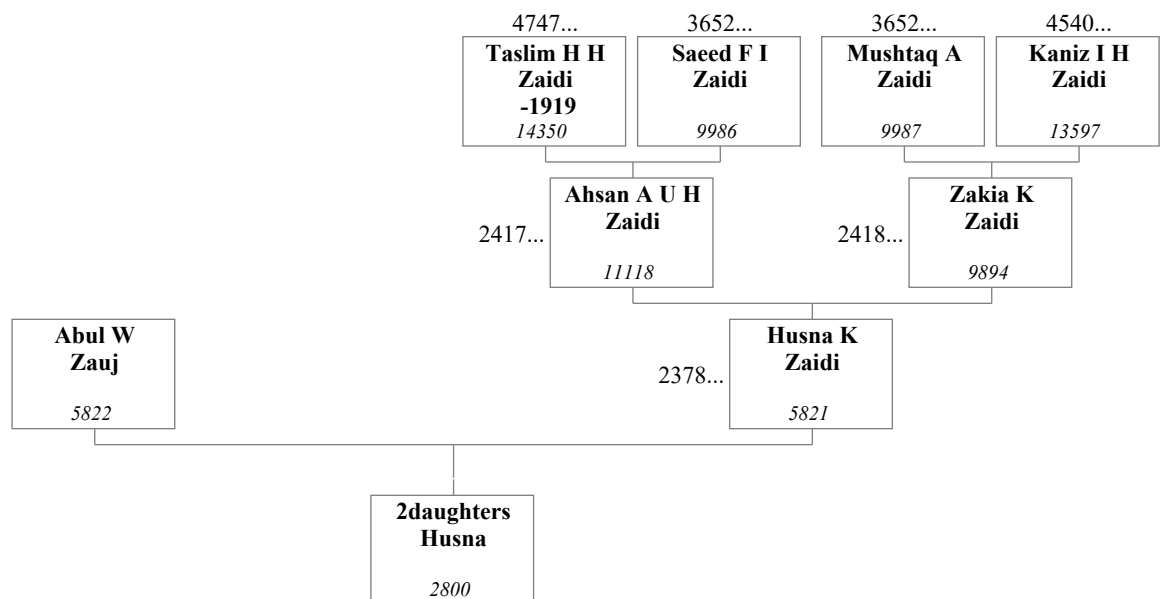 4747...
3652...
3652...
4540...
Taslim H H
Zaidi
-1919
14350
Saeed F I
Zaidi
9986
Mushtaq A
Zaidi
9987
Kaniz I H
Zaidi
13597
2417...
Ahsan A U H
Zaidi
11118
2418...
Zakia K
Zaidi
9894
Abul W
Zauj
5822
2378...
Husna K
Zaidi
5821
2daughters
Husna
2800